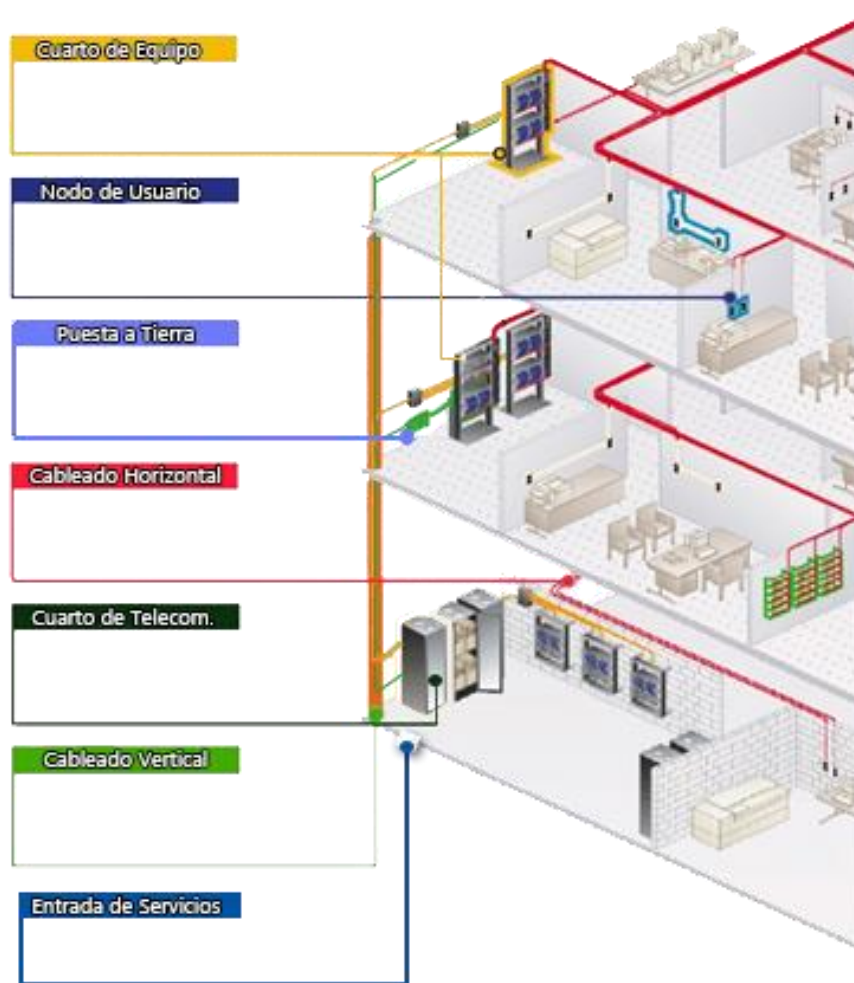 Cuarto de Equipo
Nodo de Usuario
Puesta a Tierra
Cableado Horizontal
Cuarto de Telecom.
Cableado Vertical
Entrada de Servicios